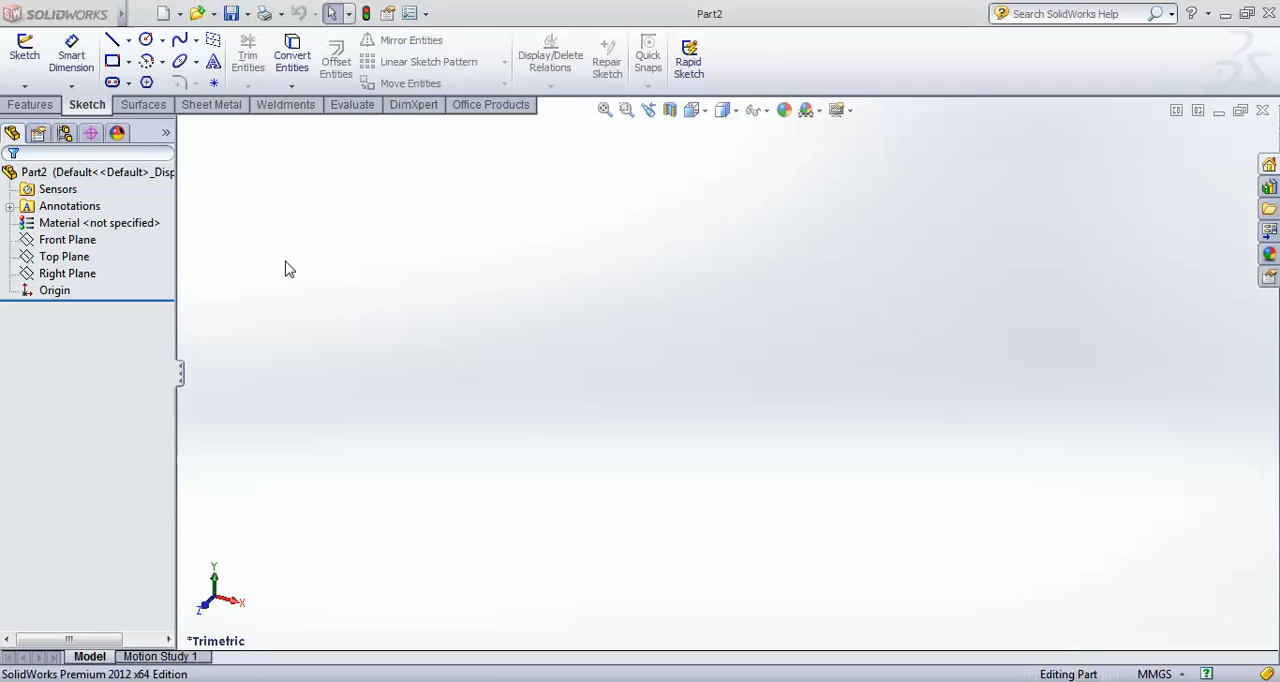 SOLIDWORKS
Part2
Search SolidWorks Help
Sketch
Smart Dimension
Trim Entities
Convert Entities
Offset Entities
Mirror Entities
Linear Sketch Pattern
Move Entities
Display/Delete Relations
Repair Sketch
Quick Snaps
Rapid Sketch
Features
Sketch
Surfaces
Sheet Metal
Weldments
Evaluate
DimXpert
Office Products
Part2 (Default<<Default>_Disp
Sensors
Annotations
Material <not specified>
Front Plane
Top Plane
Right Plane
Origin
Y
X
Z
*Trimetric
Model
Motion Study 1
SolidWorks Premium 2012 x64 Edition
Editing Part
MMGS